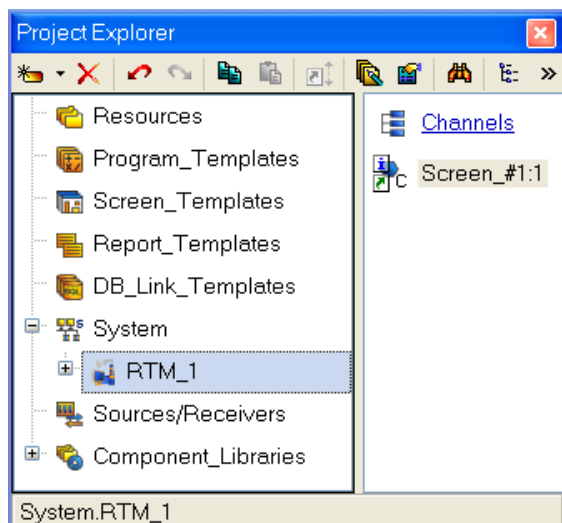 Project Explorer
Resources
Program_Templates
Screen_Templates
Report_Templates
DB_Link_Templates
System
RTM_1
Sources/Receivers
Component_Libraries
Channels
Screen_#1:1
System.RTM_1